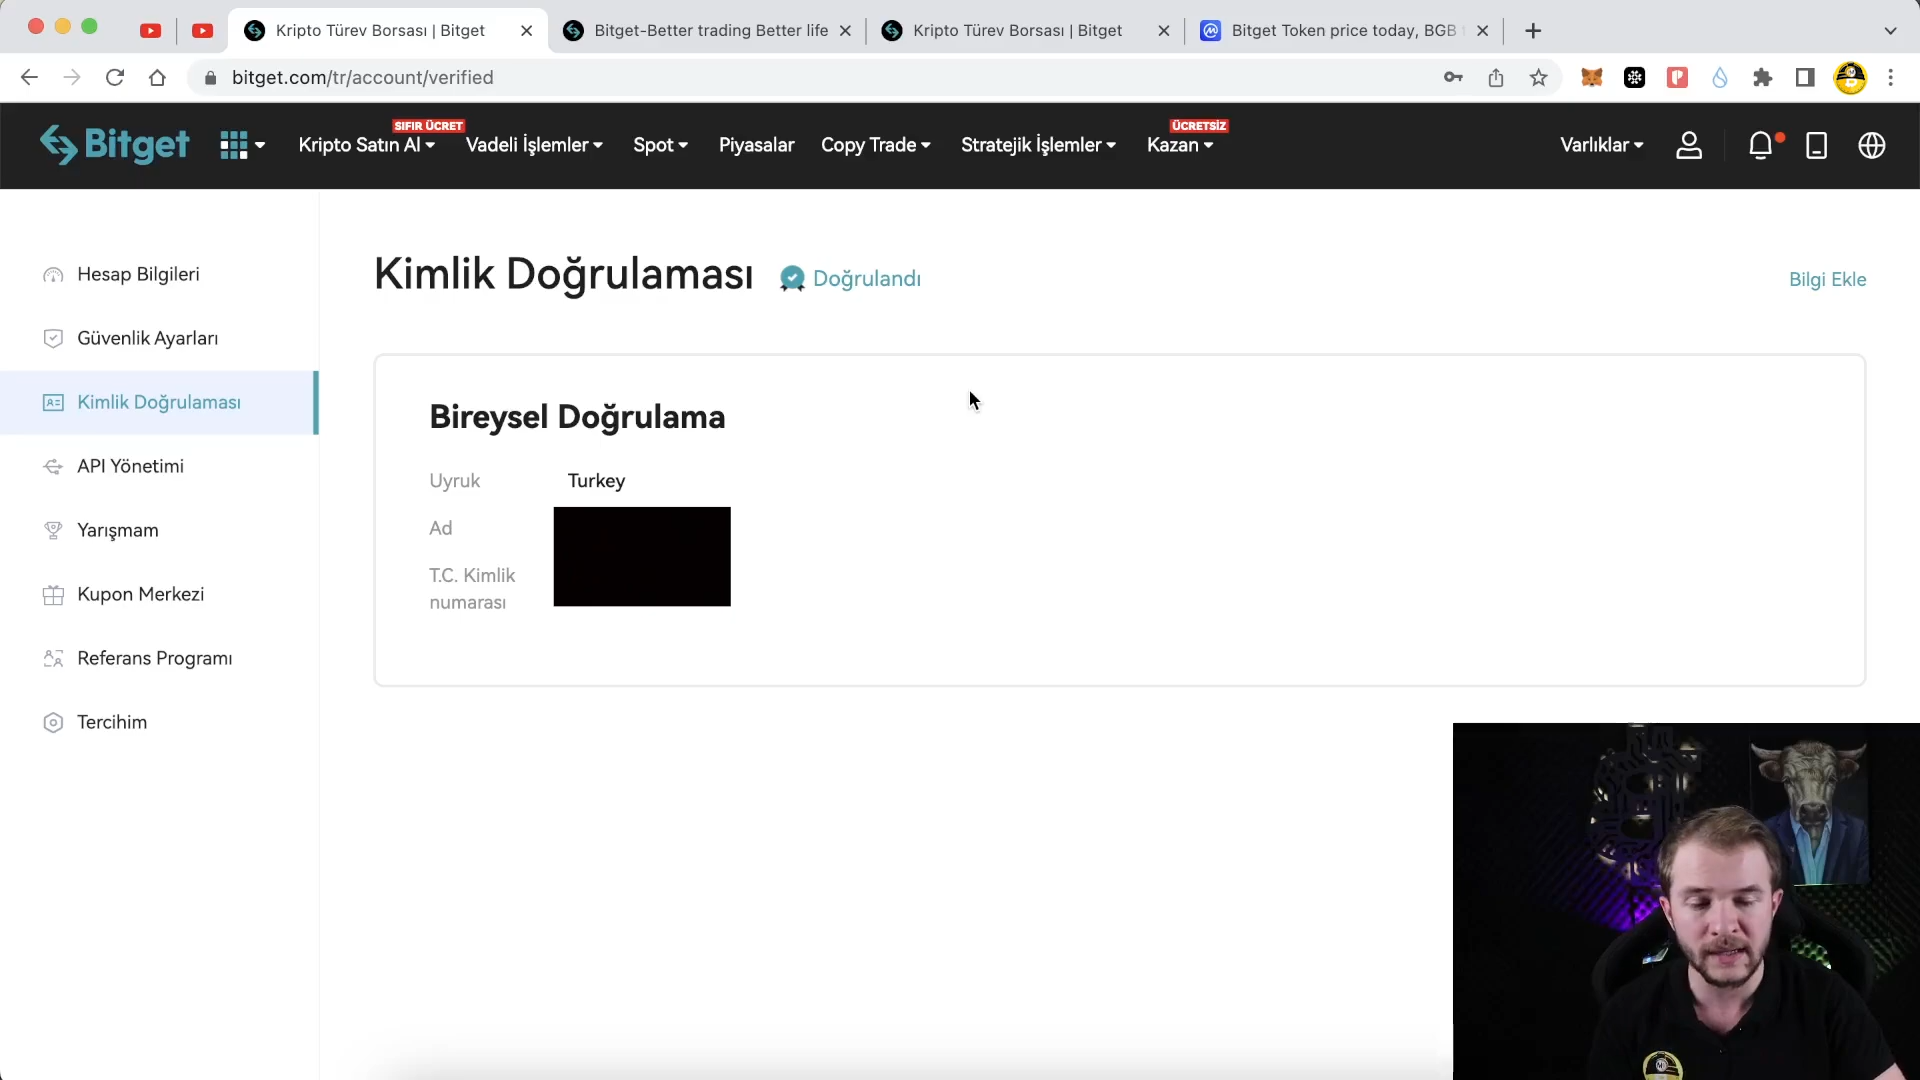 Kripto Türev Borsası | Bitget
Bitget-Better trading Better life
Kripto Türev Borsası | Bitget
Bitget Token price today, BGB
bitget.com/tr/account/verified
Bitget
SIFIR ÜCRET
Kripto Satın Al
Vadeli İşlemler
Spot
Piyasalar
Copy Trade
Stratejik İşlemler
ÜCRETSİZ
Kazan
Varlıklar
Hesap Bilgileri
Güvenlik Ayarları
Kimlik Doğrulaması
API Yönetimi
Yarışmam
Kupon Merkezi
Referans Programı
Tercihim
Kimlik Doğrulaması
Doğrulandı
Bilgi Ekle
Bireysel Doğrulama
Uyruk Turkey
Ad
T.C. Kimlik
numarası